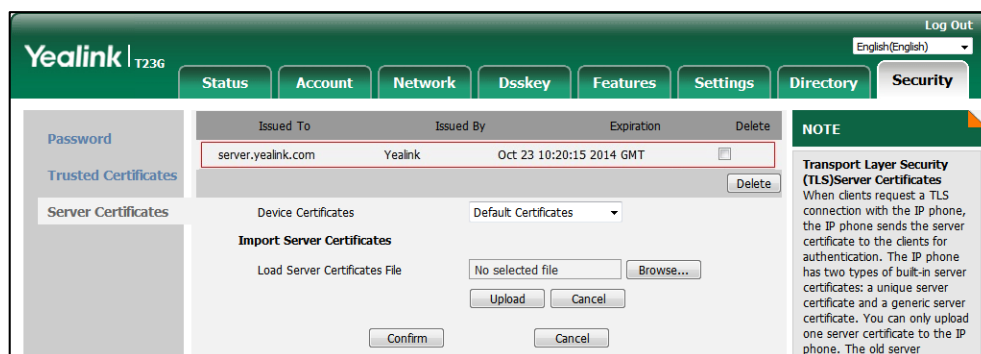 Log Out
Yealink T23G
English(English)
Status Account Network Dsskey Features Settings Directory Security
Password
Trusted Certificates
Server Certificates
Issued To Issued By Expiration Delete
server.yealink.com Yealink Oct 23 10:20:15 2014 GMT
Delete
Device Certificates Default Certificates
Import Server Certificates
Load Server Certificates File No selected file Browse...
Upload Cancel
Confirm Cancel
NOTE
Transport Layer Security
(TLS)Server Certificates
When clients request a TLS
connection with the IP phone,
the IP phone sends the server
certificate to the clients for
authentication. The IP phone
has two types of built-in server
certificates: a unique server
certificate and a generic server
certificate. You can only upload
one server certificate to the IP
phone. The old server